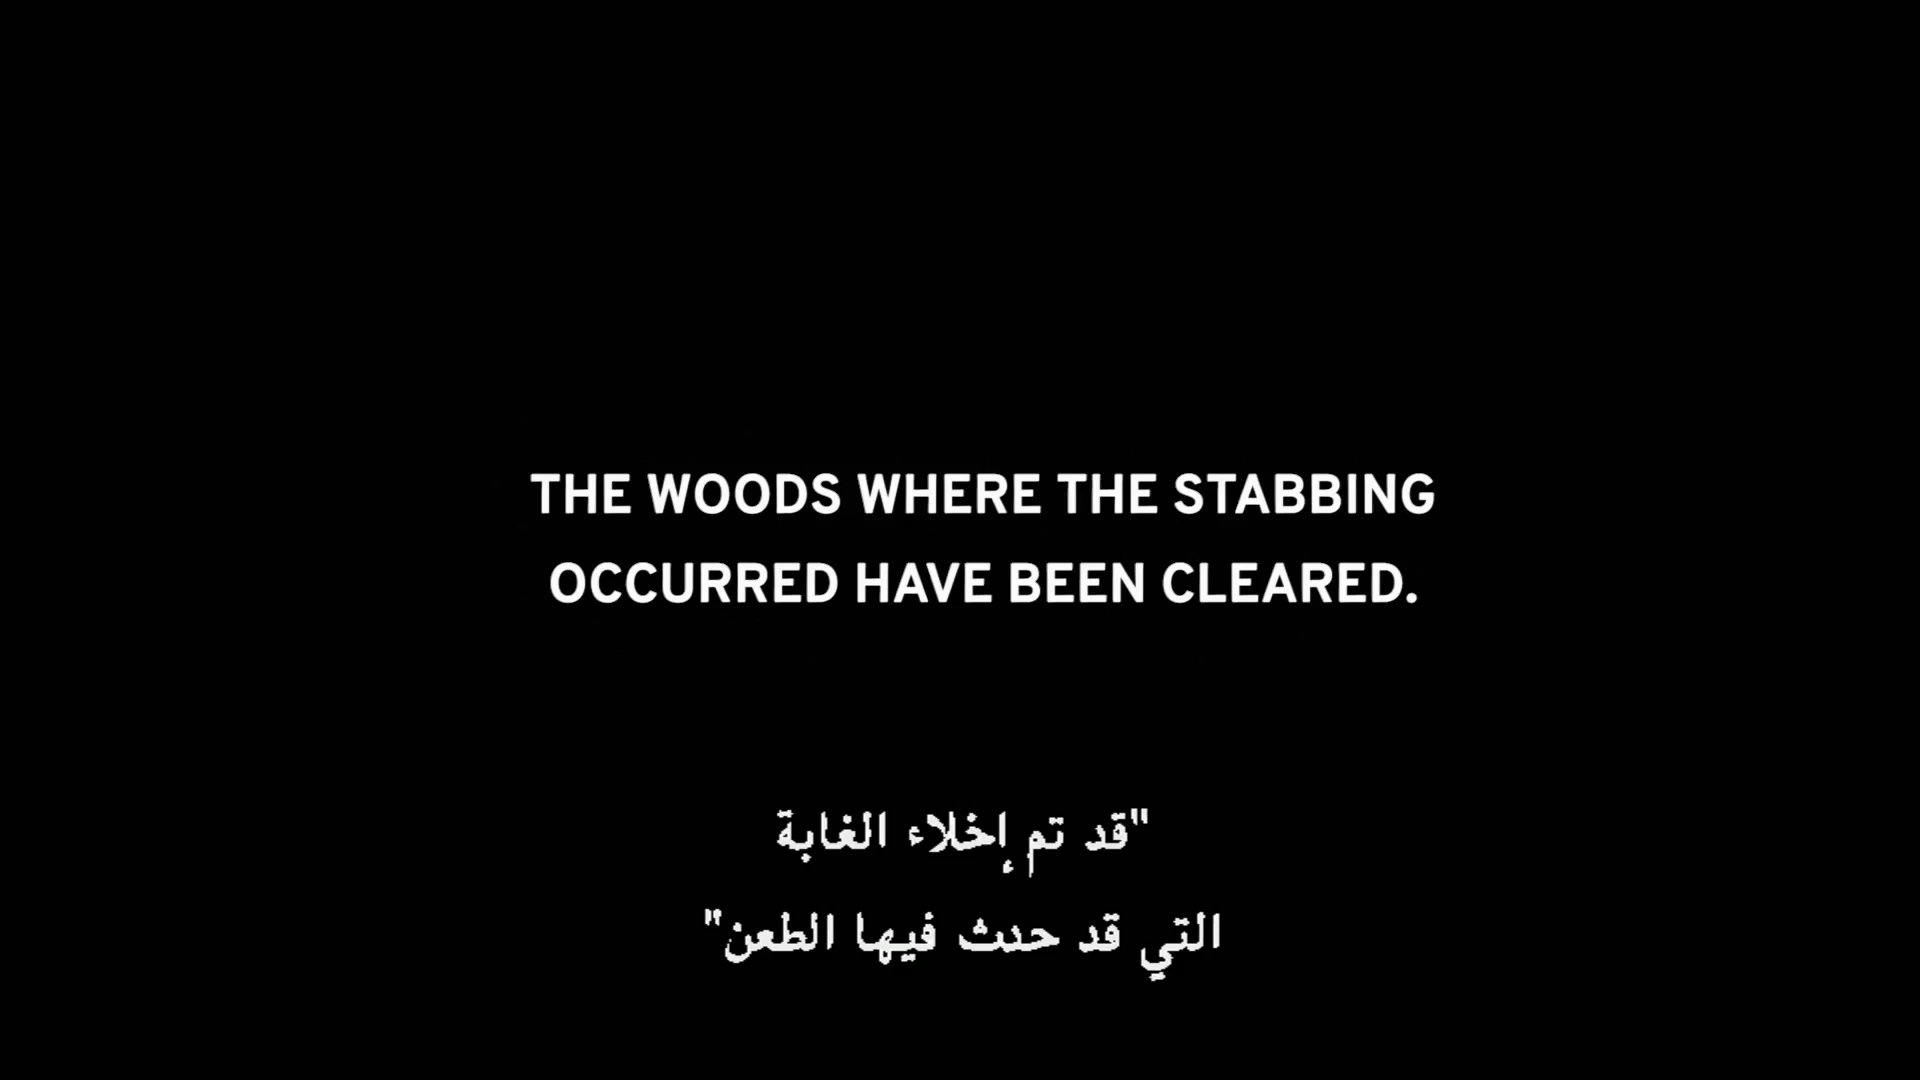 THE WOODS WHERE THE STABBING
OCCURRED HAVE BEEN CLEARED.
"قد تم إخلاء الغابة
التي قد حدث فيها الطعن"